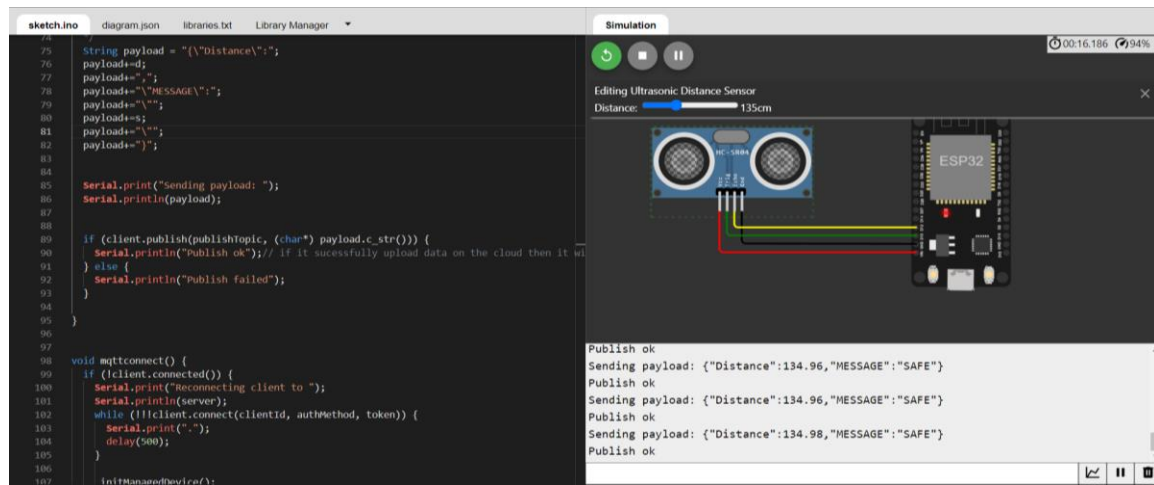 sketch.ino diagram.json libraries.txt Library Manager
74 */
75 String payload = "{\"Distance\":";
76 payload+=d;
77 payload+=",";
78 payload+="\"MESSAGE\":";
79 payload+="\"";
80 payload+=s;
81 payload+="\"";
82 payload+="}";
83
84
85 Serial.print("Sending payload: ");
86 Serial.println(payload);
87
88
89 if (client.publish(publishTopic, (char*) payload.c_str())) {
90 Serial.println("Publish ok");// if it sucessfully upload data on the cloud then it wi
91 } else {
92 Serial.println("Publish failed");
93 }
94
95 }
96
97
98 void mqttconnect() {
99 if (!client.connected()) {
100 Serial.print("Reconnecting client to ");
101 Serial.println(server);
102 while (!!!client.connect(clientId, authMethod, token)) {
103 Serial.print(".");
104 delay(500);
105 }
106
107 initManagedDevice();
Simulation
00:16.186 94%
Editing Ultrasonic Distance Sensor
Distance: 135cm
HC-SR04
Vcc
Trig
Echo
Gnd
ESP32
Publish ok
Sending payload: {"Distance":134.96,"MESSAGE":"SAFE"}
Publish ok
Sending payload: {"Distance":134.96,"MESSAGE":"SAFE"}
Publish ok
Sending payload: {"Distance":134.98,"MESSAGE":"SAFE"}
Publish ok